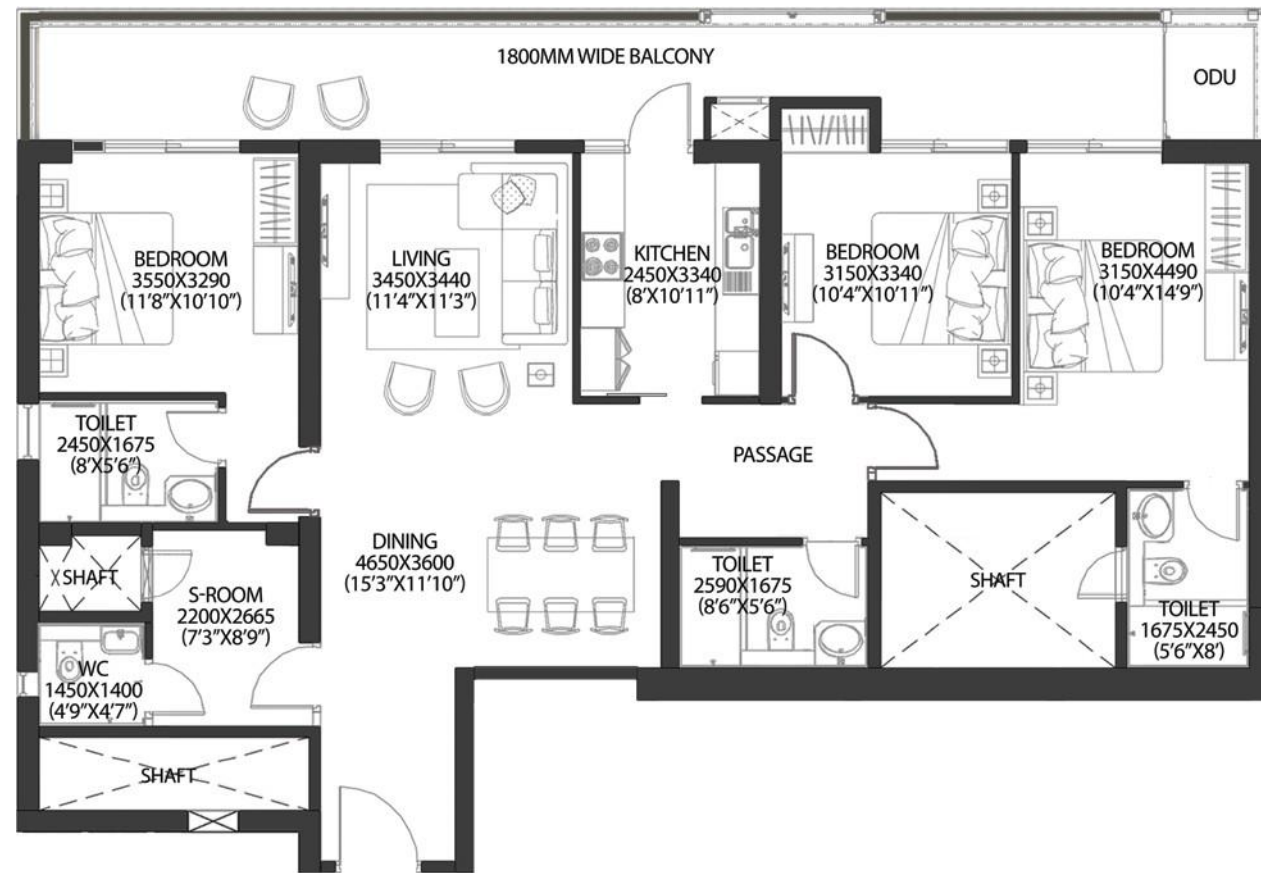 1800MM WIDE BALCONY
ODU
BEDROOM
3550X3290
(11'8"X10'10")
LIVING
3450X3440
(11'4"X11'3")
KITCHEN
2450X3340
(8'X10'11")
BEDROOM
3150X3340
(10'4"X10'11")
BEDROOM
3150X4490
(10'4"X14'9")
TOILET
2450X1675
(8'X5'6")
PASSAGE
DINING
4650X3600
(15'3"X11'10")
SHAFT
S-ROOM
2200X2665
(7'3"X8'9")
TOILET
2590X1675
(8'6"X5'6")
SHAFT
TOILET
1675X2450
(5'6"X8')
WC
1450X1400
(4'9"X4'7")
SHAFT